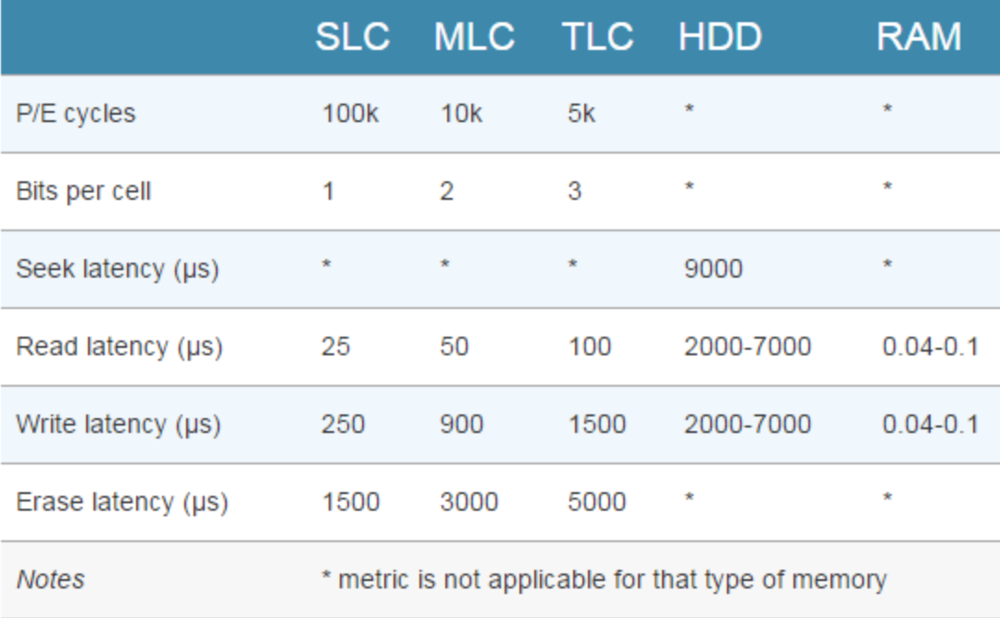 SLC MLC TLC HDD RAM
P/E cycles 100k 10k 5k * *
Bits per cell 1 2 3 * *
Seek latency (µs) * * * 9000 *
Read latency (µs) 25 50 100 2000-7000 0.04-0.1
Write latency (µs) 250 900 1500 2000-7000 0.04-0.1
Erase latency (µs) 1500 3000 5000 * *
Notes * metric is not applicable for that type of memory